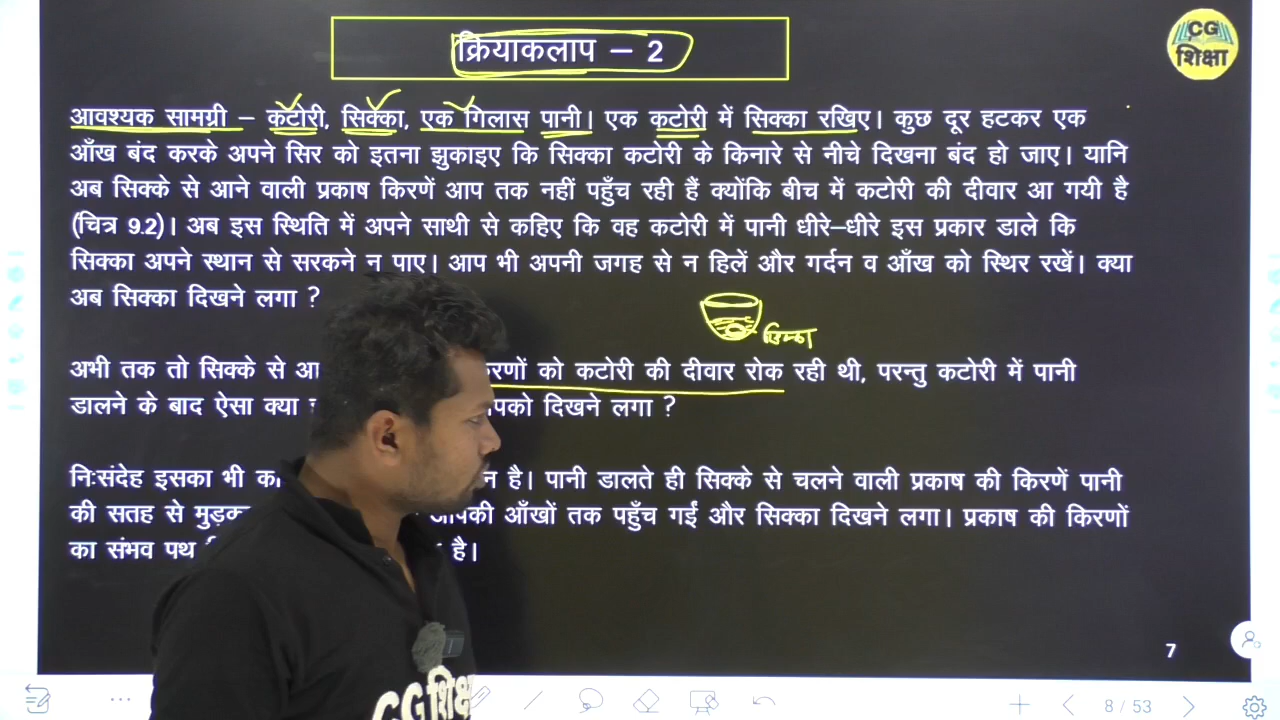 क्रियाकलाप – 2
CG
शिक्षा
आवश्यक सामग्री – कटोरी, सिक्का, एक गिलास पानी। एक कटोरी में सिक्का रखिए। कुछ दूर हटकर एक
आँख बंद करके अपने सिर को इतना झुकाइए कि सिक्का कटोरी के किनारे से नीचे दिखना बंद हो जाए। यानि
अब सिक्के से आने वाली प्रकाष किरणें आप तक नहीं पहुँच रही हैं क्योंकि बीच में कटोरी की दीवार आ गयी है
(चित्र 9.2)। अब इस स्थिति में अपने साथी से कहिए कि वह कटोरी में पानी धीरे–धीरे इस प्रकार डाले कि
सिक्का अपने स्थान से सरकने न पाए। आप भी अपनी जगह से न हिलें और गर्दन व आँख को स्थिर रखें। क्या
अब सिक्का दिखने लगा ?
सिक्का
अभी तक तो सिक्के से को कटोरी की दीवार रोक रही थी, परन्तु कटोरी में पानी
डालने के बाद ऐसा क्या दिखने लगा ?
निःसंदेह इसका भी है। पानी डालते ही सिक्के से चलने वाली प्रकाष की किरणें पानी
की सतह से आपकी आँखों तक पहुँच गईं और सिक्का दिखने लगा। प्रकाष की किरणों
का संभव पथ है।
7
CG शिक्षा
8 / 53